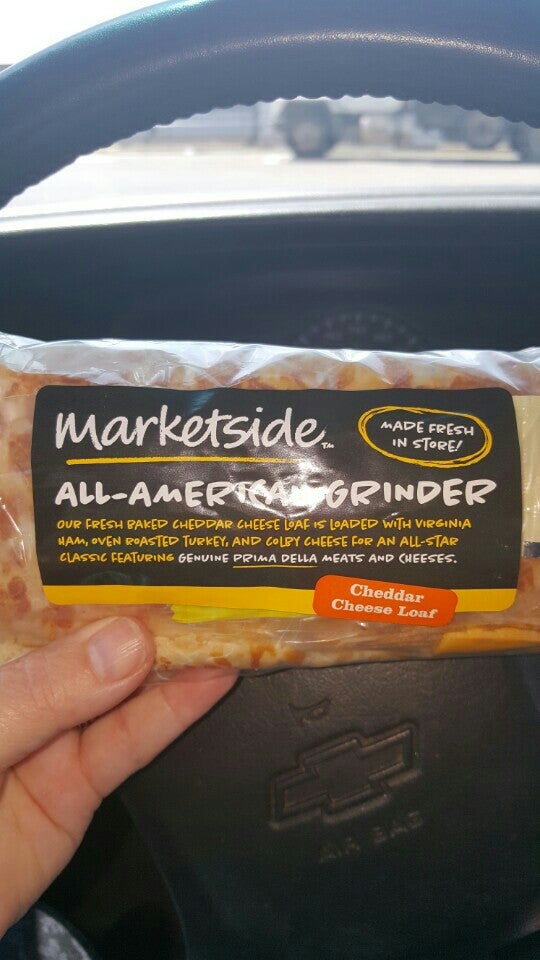 Marketside™
MADE FRESH
IN STORE!
ALL-AMERICAN GRINDER
OUR FRESH BAKED CHEDDAR CHEESE LOAF IS LOADED WITH VIRGINIA
HAM, OVEN ROASTED TURKEY, AND COLBY CHEESE FOR AN ALL-STAR
CLASSIC FEATURING GENUINE PRIMA DELLA MEATS AND CHEESES.
Cheddar
Cheese Loaf
AIR BAG